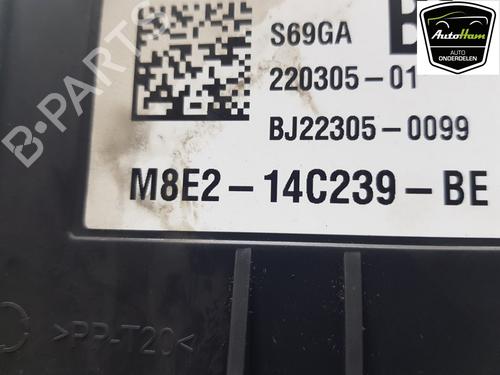 S69GA
220305-01
BJ22305-0099
M8E2-14C239-BE
>PP-T20<
AutoHam
AUTO
ONDERDELEN
B-PARTS